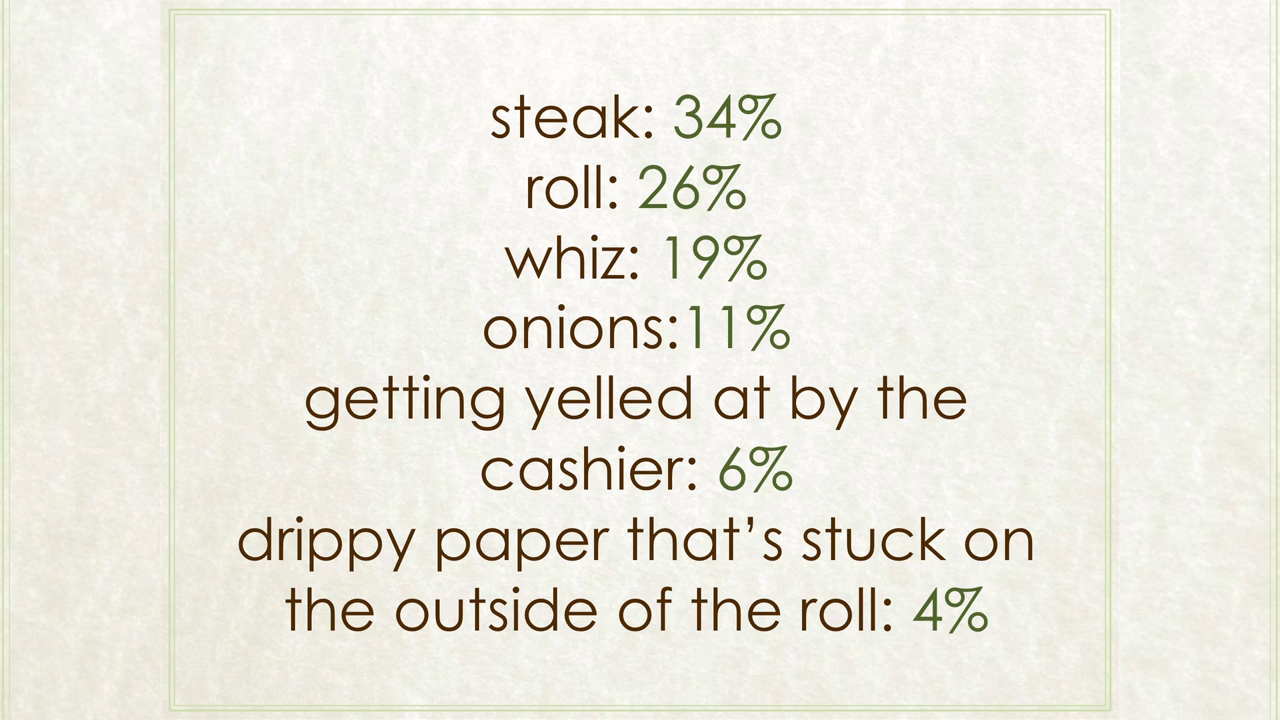 steak: 34%
roll: 26%
whiz: 19%
onions:11%
getting yelled at by the
cashier: 6%
drippy paper that’s stuck on
the outside of the roll: 4%